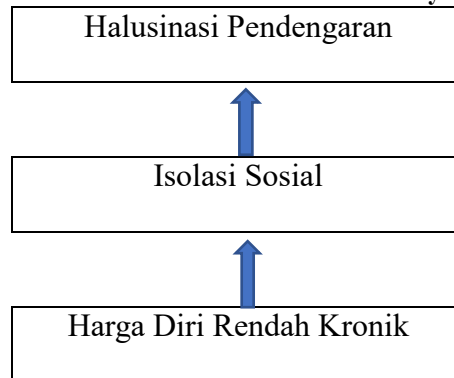 Halusinasi Pendengaran
Isolasi Sosial
Harga Diri Rendah Kronik